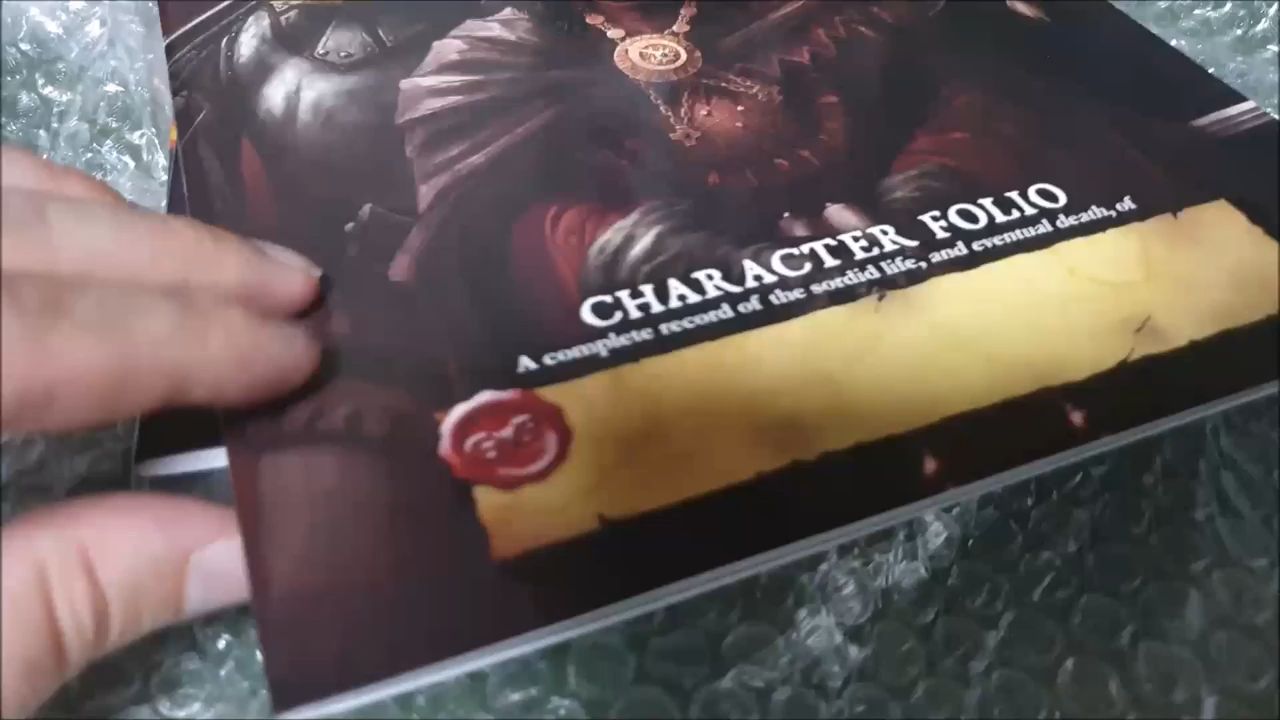 CHARACTER FOLIO
A complete record of the sordid life, and eventual death, of